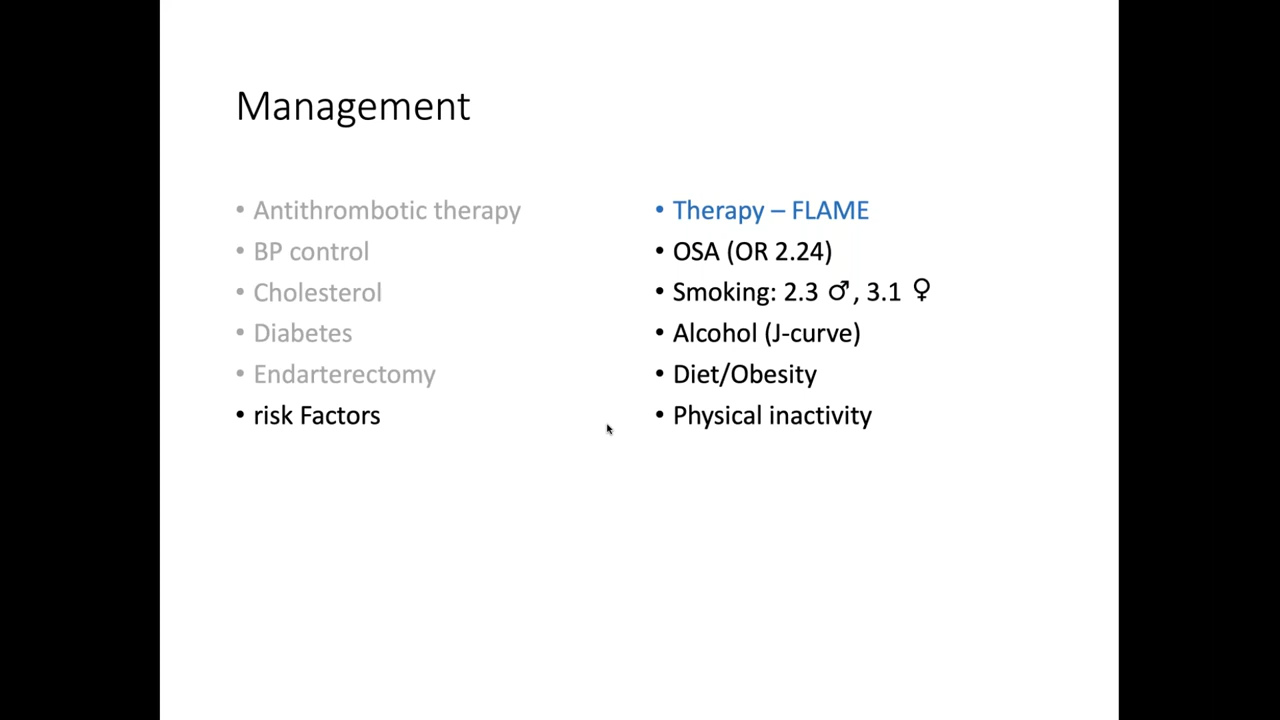 Management
• Antithrombotic therapy
• BP control
• Cholesterol
• Diabetes
• Endarterectomy
• risk Factors
• Therapy – FLAME
• OSA (OR 2.24)
• Smoking: 2.3 ♂, 3.1 ♀
• Alcohol (J-curve)
• Diet/Obesity
• Physical inactivity